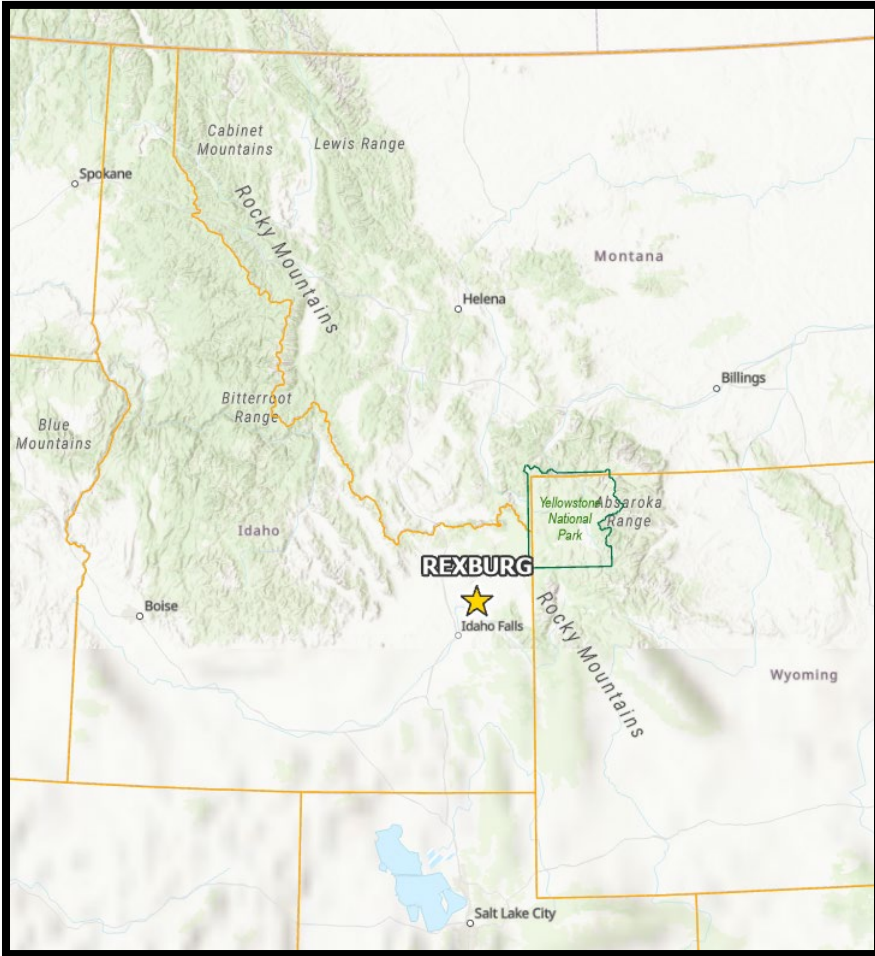 Cabinet
Mountains
Lewis Range
Spokane
Rocky Mountains
Montana
Helena
Billings
Bitterroot
Range
Blue
Mountains
Yellowstone
National
Park
Absaroka
Range
Idaho
REXBURG
Boise
Idaho Falls
Rocky Mountains
Wyoming
Salt Lake City